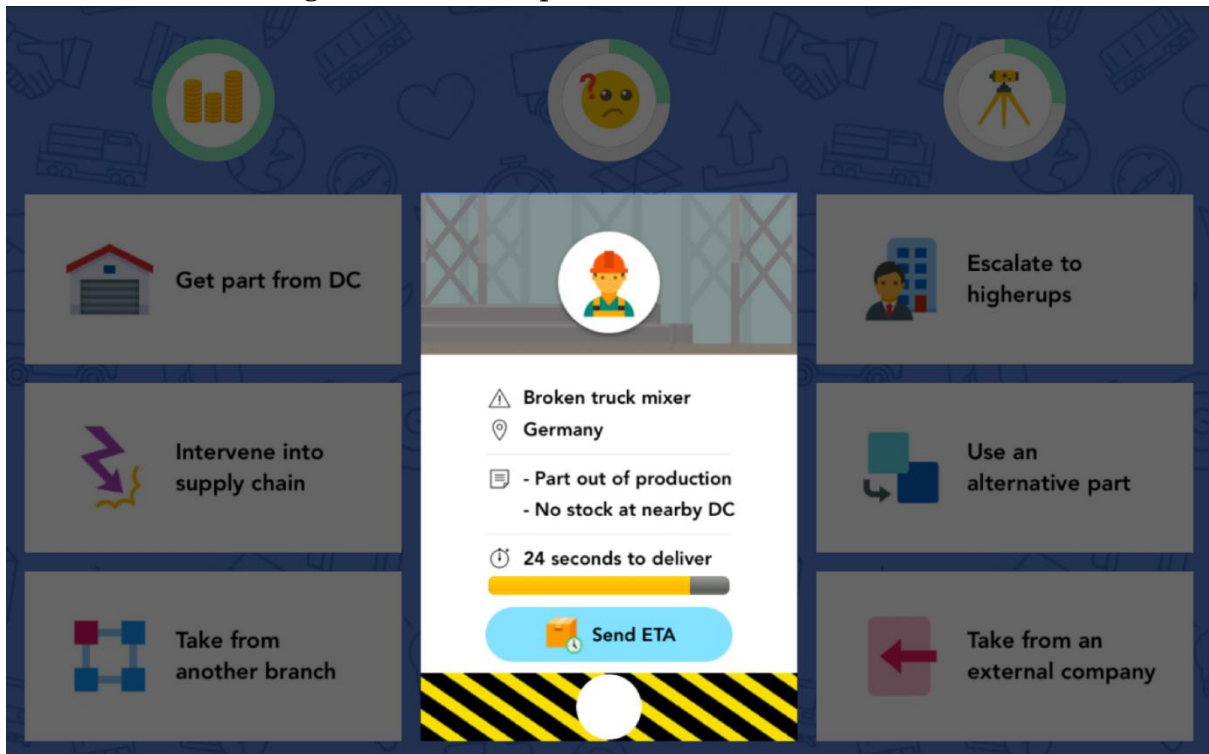 Get part from DC
Intervene into
supply chain
Take from
another branch
Broken truck mixer
Germany
- Part out of production
- No stock at nearby DC
24 seconds to deliver
Send ETA
Escalate to
higherups
Use an
alternative part
Take from an
external company